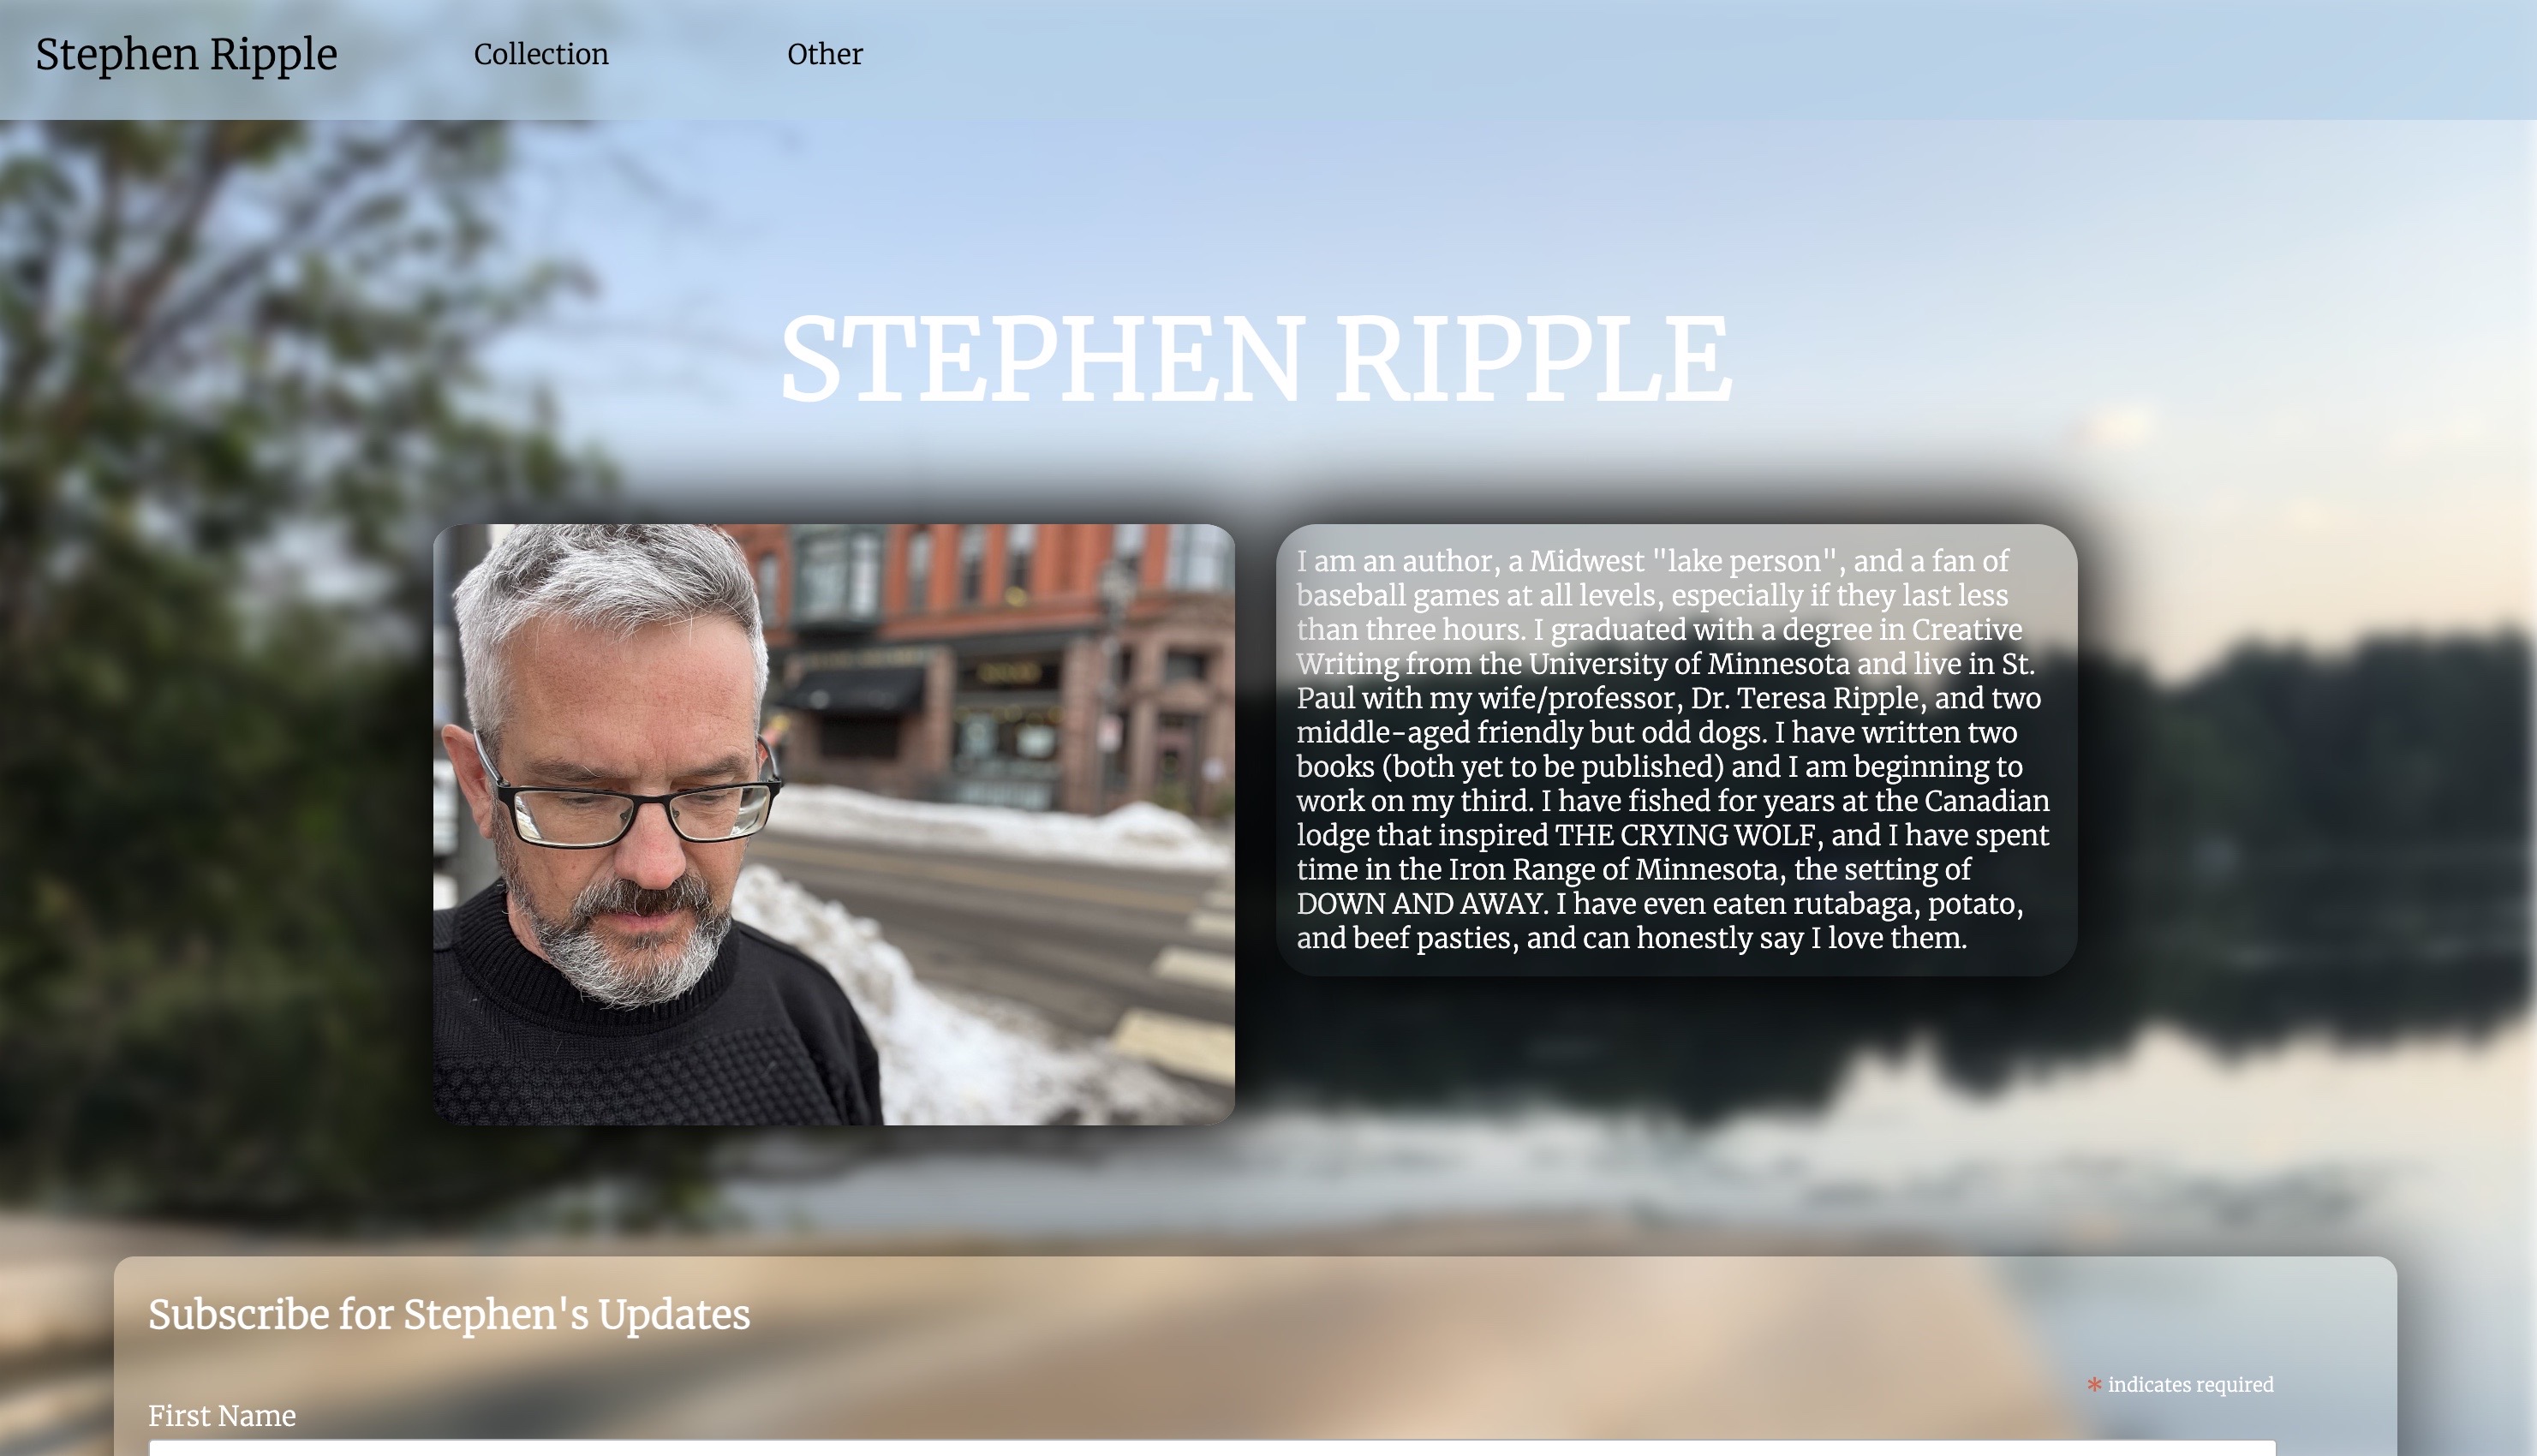 Stephen Ripple
Collection
Other
STEPHEN RIPPLE
I am an author, a Midwest "lake person", and a fan of
baseball games at all levels, especially if they last less
than three hours. I graduated with a degree in Creative
Writing from the University of Minnesota and live in St.
Paul with my wife/professor, Dr. Teresa Ripple, and two
middle-aged friendly but odd dogs. I have written two
books (both yet to be published) and I am beginning to
work on my third. I have fished for years at the Canadian
lodge that inspired THE CRYING WOLF, and I have spent
time in the Iron Range of Minnesota, the setting of
DOWN AND AWAY. I have even eaten rutabaga, potato,
and beef pasties, and can honestly say I love them.
Subscribe for Stephen's Updates
* indicates required
First Name